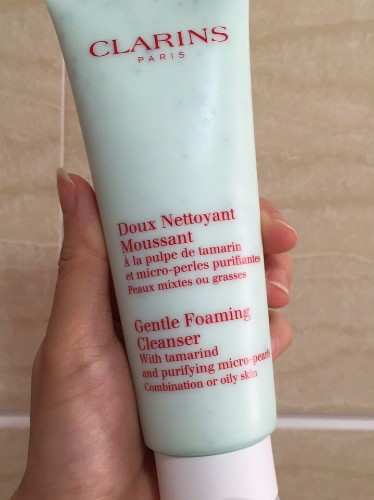 CLARINS
PARIS
Doux Nettoyant
Moussant
À la pulpe de tamarin
et micro-perles purifiantes
Peaux mixtes ou grasses
Gentle Foaming
Cleanser
With tamarind
and purifying micro-pearls
Combination or oily skin